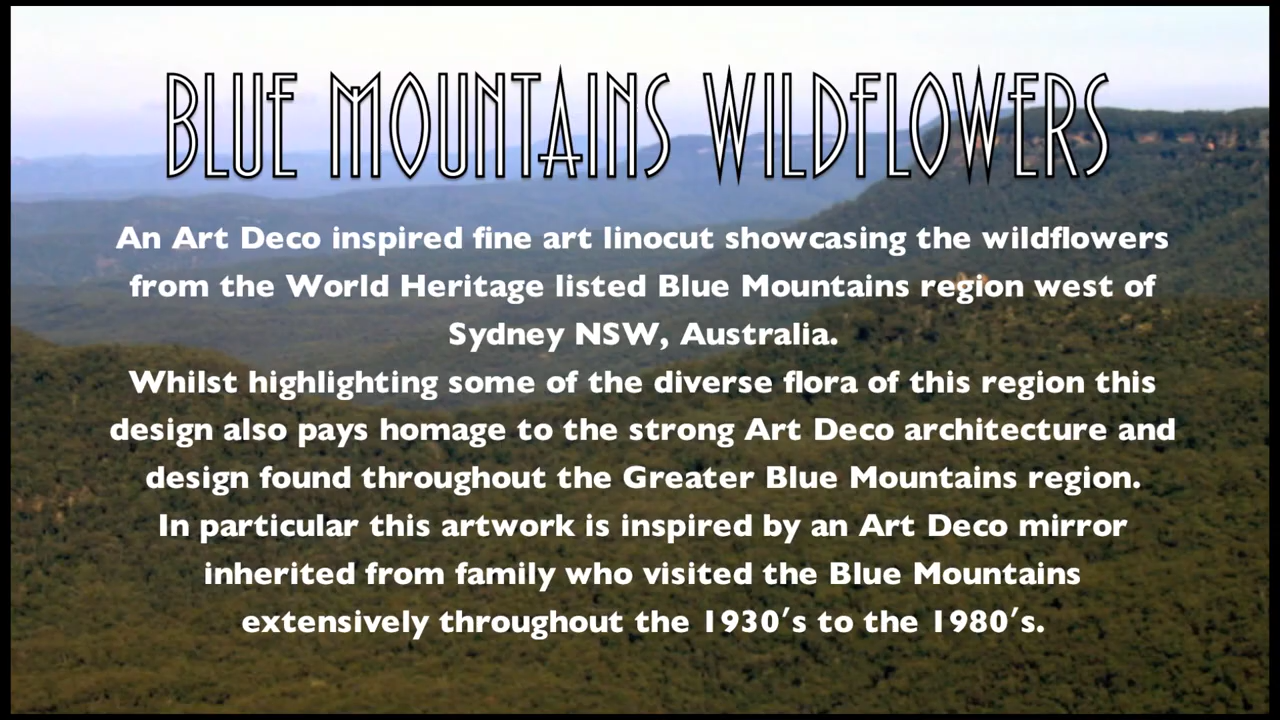 BLUE MOUNTAINS WILDFLOWERS
An Art Deco inspired fine art linocut showcasing the wildflowers
from the World Heritage listed Blue Mountains region west of
Sydney NSW, Australia.
Whilst highlighting some of the diverse flora of this region this
design also pays homage to the strong Art Deco architecture and
design found throughout the Greater Blue Mountains region.
In particular this artwork is inspired by an Art Deco mirror
inherited from family who visited the Blue Mountains
extensively throughout the 1930′s to the 1980′s.